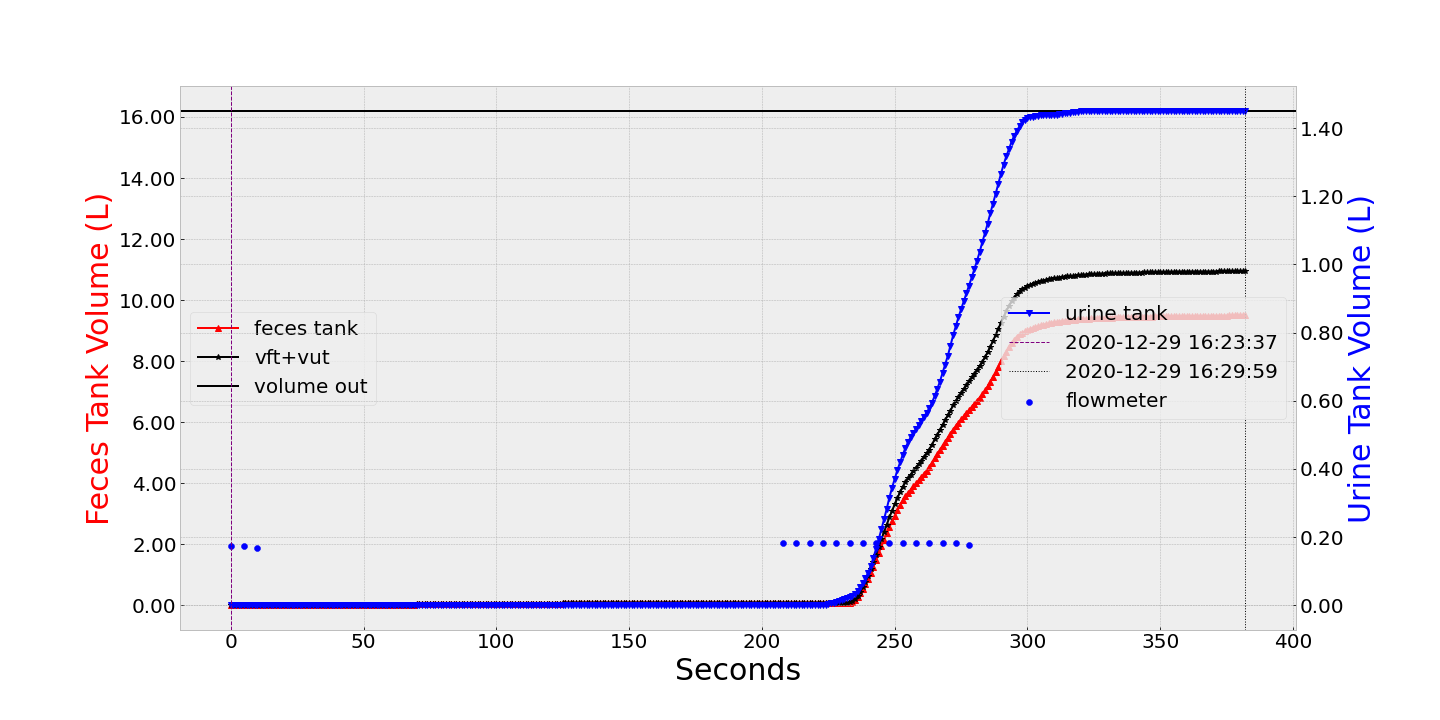 16.00
14.00
12.00
10.00
8.00
6.00
4.00
2.00
0.00
Feces Tank Volume (L)
feces tank
vft+vut
volume out
urine tank
2020-12-29 16:23:37
2020-12-29 16:29:59
flowmeter
1.40
1.20
1.00
0.80
0.60
0.40
0.20
0.00
Urine Tank Volume (L)
0 50 100 150 200 250 300 350 400
Seconds